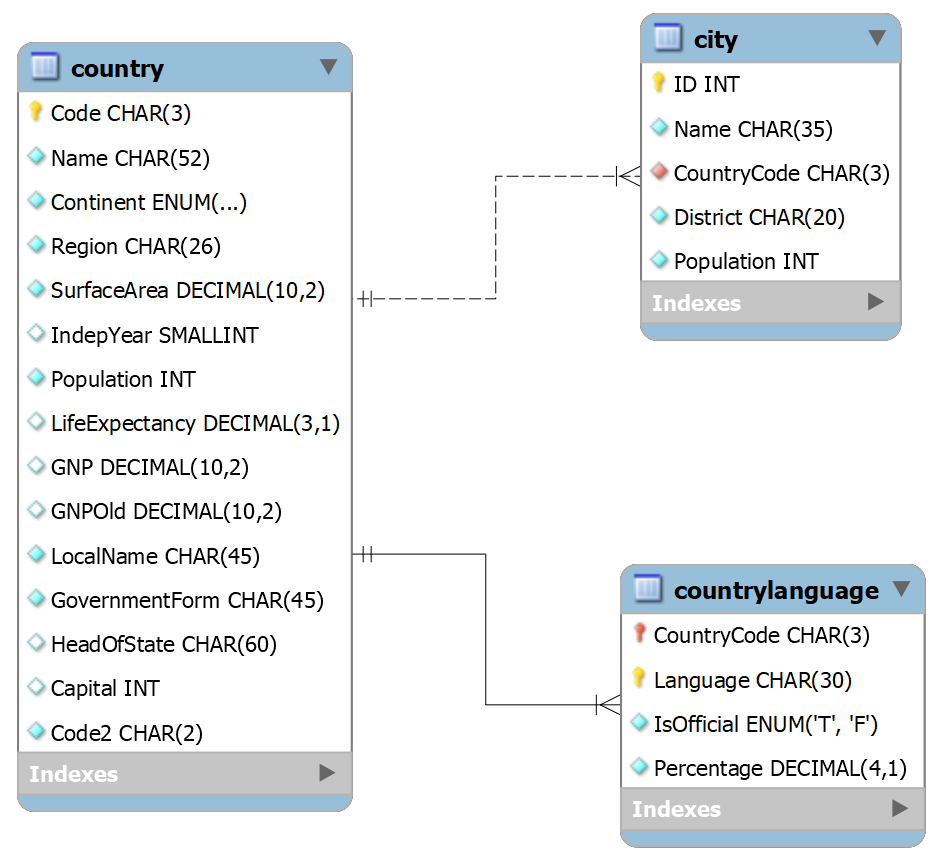 country
Code CHAR(3)
Name CHAR(52)
Continent ENUM(...)
Region CHAR(26)
SurfaceArea DECIMAL(10,2)
IndepYear SMALLINT
Population INT
LifeExpectancy DECIMAL(3,1)
GNP DECIMAL(10,2)
GNPOld DECIMAL(10,2)
LocalName CHAR(45)
GovernmentForm CHAR(45)
HeadOfState CHAR(60)
Capital INT
Code2 CHAR(2)
Indexes
city
ID INT
Name CHAR(35)
CountryCode CHAR(3)
District CHAR(20)
Population INT
Indexes
countrylanguage
CountryCode CHAR(3)
Language CHAR(30)
IsOfficial ENUM('T', 'F')
Percentage DECIMAL(4,1)
Indexes